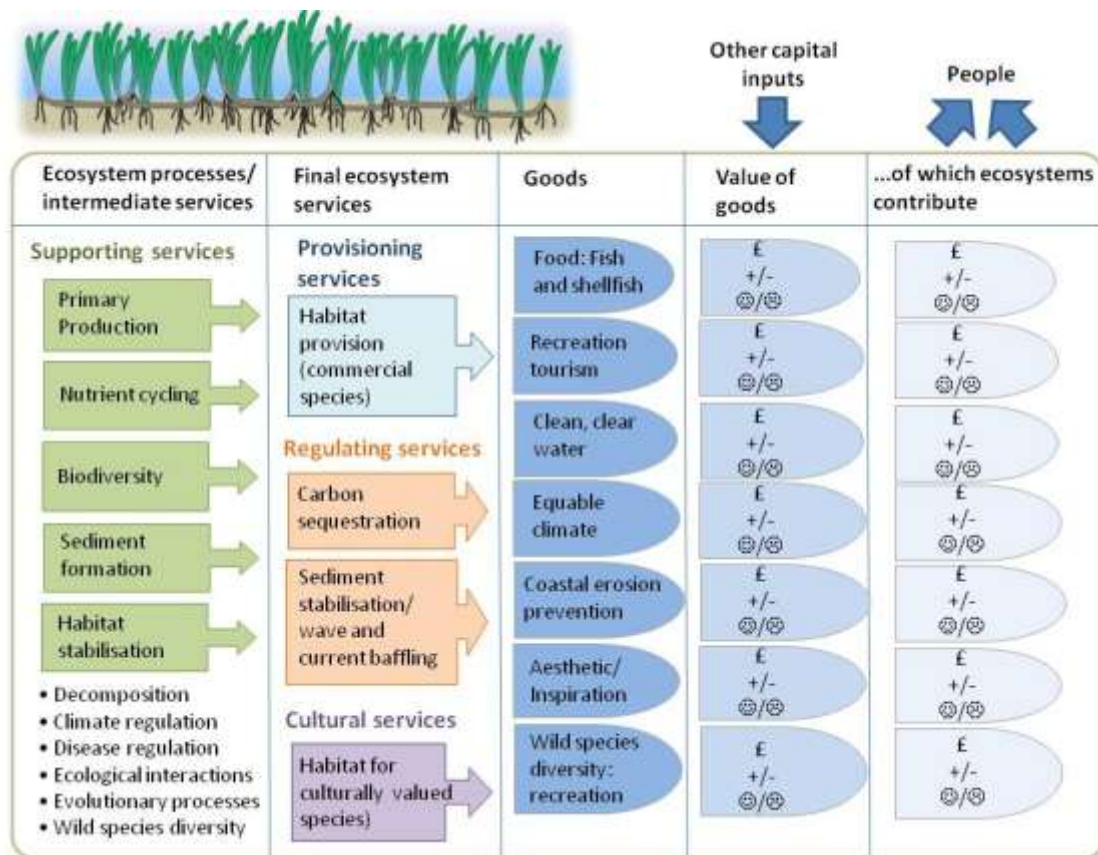 Other capital
inputs
People
Ecosystem processes/
intermediate services
Final ecosystem
services
Goods
Value of
goods
...of which ecosystems
contribute
Supporting services
Primary
Production
Nutrient cycling
Biodiversity
Sediment
formation
Habitat
stabilisation
• Decomposition
• Climate regulation
• Disease regulation
• Ecological interactions
• Evolutionary processes
• Wild species diversity
Provisioning
services
Habitat
provision
(commercial
species)
Regulating services
Carbon
sequestration
Sediment
stabilisation/
wave and
current baffling
Cultural services
Habitat for
culturally valued
species)
Food: Fish
and shellfish
Recreation
tourism
Clean, clear
water
Equable
climate
Coastal erosion
prevention
Aesthetic/
Inspiration
Wild species
diversity:
recreation
£
+/-
☺/☹
£
+/-
☺/☹
£
+/-
☺/☹
£
+/-
☺/☹
£
+/-
☺/☹
£
+/-
☺/☹
£
+/-
☺/☹
£
+/-
☺/☹
£
+/-
☺/☹
£
+/-
☺/☹
£
+/-
☺/☹
£
+/-
☺/☹
£
+/-
☺/☹
£
+/-
☺/☹